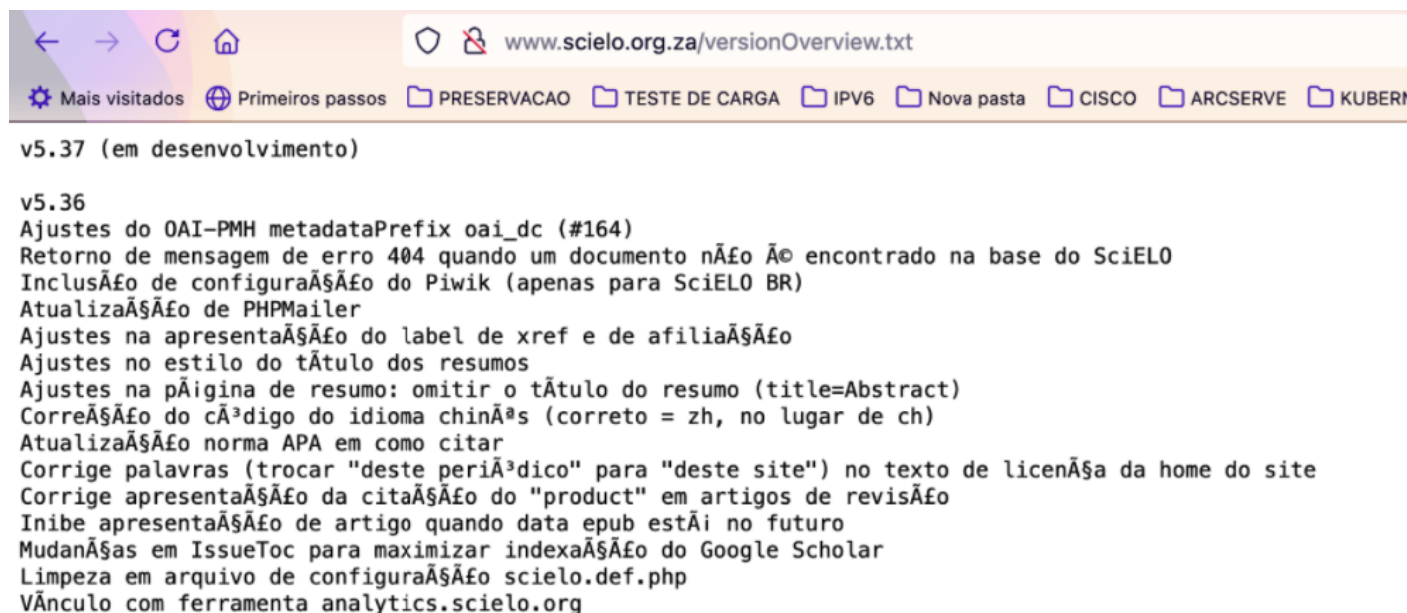 www.scielo.org.za/versionOverview.txt
Mais visitados Primeiros passos PRESERVACAO TESTE DE CARGA IPV6 Nova pasta CISCO ARCSERVE KUBERN
v5.37 (em desenvolvimento)
v5.36
Ajustes do OAI-PMH metadataPrefix oai_dc (#164)
Retorno de mensagem de erro 404 quando um documento nÃ£o Ã© encontrado na base do SciELO
InclusÃ£o de configuraÃ§Ã£o do Piwik (apenas para SciELO BR)
AtualizaÃ§Ã£o de PHPMailer
Ajustes na apresentaÃ§Ã£o do label de xref e de afiliaÃ§Ã£o
Ajustes no estilo do tÃtulo dos resumos
Ajustes na pÃ¡gina de resumo: omitir o tÃtulo do resumo (title=Abstract)
CorreÃ§Ã£o do cÃ³digo do idioma chinÃªs (correto = zh, no lugar de ch)
AtualizaÃ§Ã£o norma APA em como citar
Corrige palavras (trocar "deste periÃ³dico" para "deste site") no texto de licenÃ§a da home do site
Corrige apresentaÃ§Ã£o da citaÃ§Ã£o do "product" em artigos de revisÃ£o
Inibe apresentaÃ§Ã£o de artigo quando data epub estÃ¡ no futuro
MudanÃ§as em IssueToc para maximizar indexaÃ§Ã£o do Google Scholar
Limpeza em arquivo de configuraÃ§Ã£o scielo.def.php
VÃnculo com ferramenta analytics.scielo.org